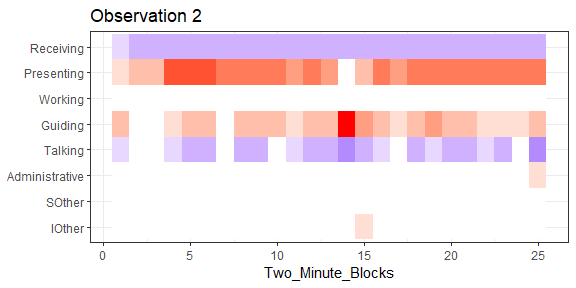 Observation 2
Receiving
Presenting
Working
Guiding
Talking
Administrative
SOther
IOther
0 5 10 15 20 25
Two_Minute_Blocks